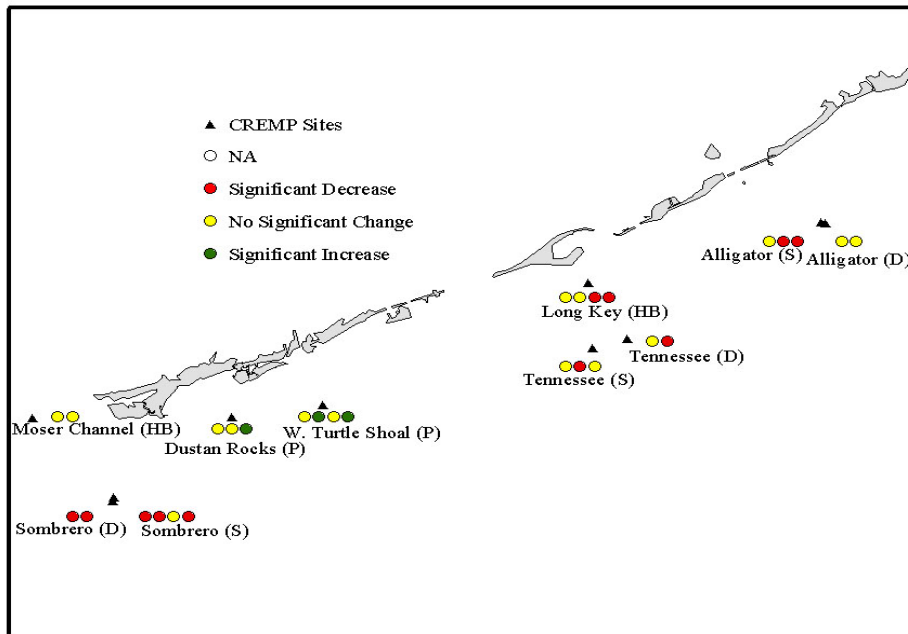 CREMP Sites
NA
Significant Decrease
No Significant Change
Significant Increase
Alligator (S)
Alligator (D)
Long Key (HB)
Tennessee (D)
Tennessee (S)
Moser Channel (HB)
W. Turtle Shoal (P)
Dustan Rocks (P)
Sombrero (D)
Sombrero (S)